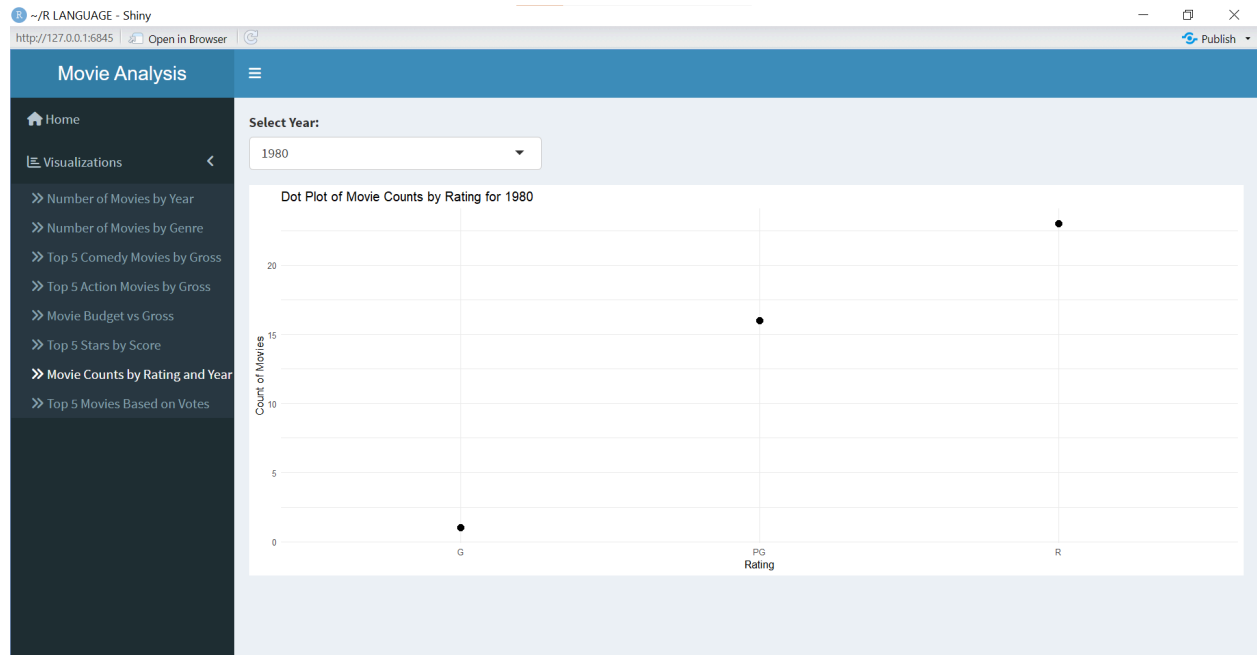 R ~/R LANGUAGE - Shiny
http://127.0.0.1:6845 Open in Browser Publish
Movie Analysis
Home
Visualizations
Number of Movies by Year
Number of Movies by Genre
Top 5 Comedy Movies by Gross
Top 5 Action Movies by Gross
Movie Budget vs Gross
Top 5 Stars by Score
Movie Counts by Rating and Year
Top 5 Movies Based on Votes
Select Year:
1980
Dot Plot of Movie Counts by Rating for 1980
Count of Movies
20
15
10
5
0
G PG R
Rating